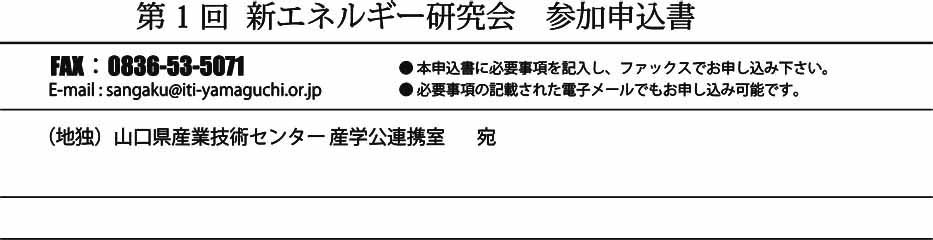 第1回 新エネルギー研究会　参加申込書
FAX：0836-53-5071
E-mail : sangaku@iti-yamaguchi.or.jp
●本申込書に必要事項を記入し、ファックスでお申し込み下さい。
●必要事項の記載された電子メールでもお申し込み可能です。
（地独）山口県産業技術センター 産学公連携室　宛